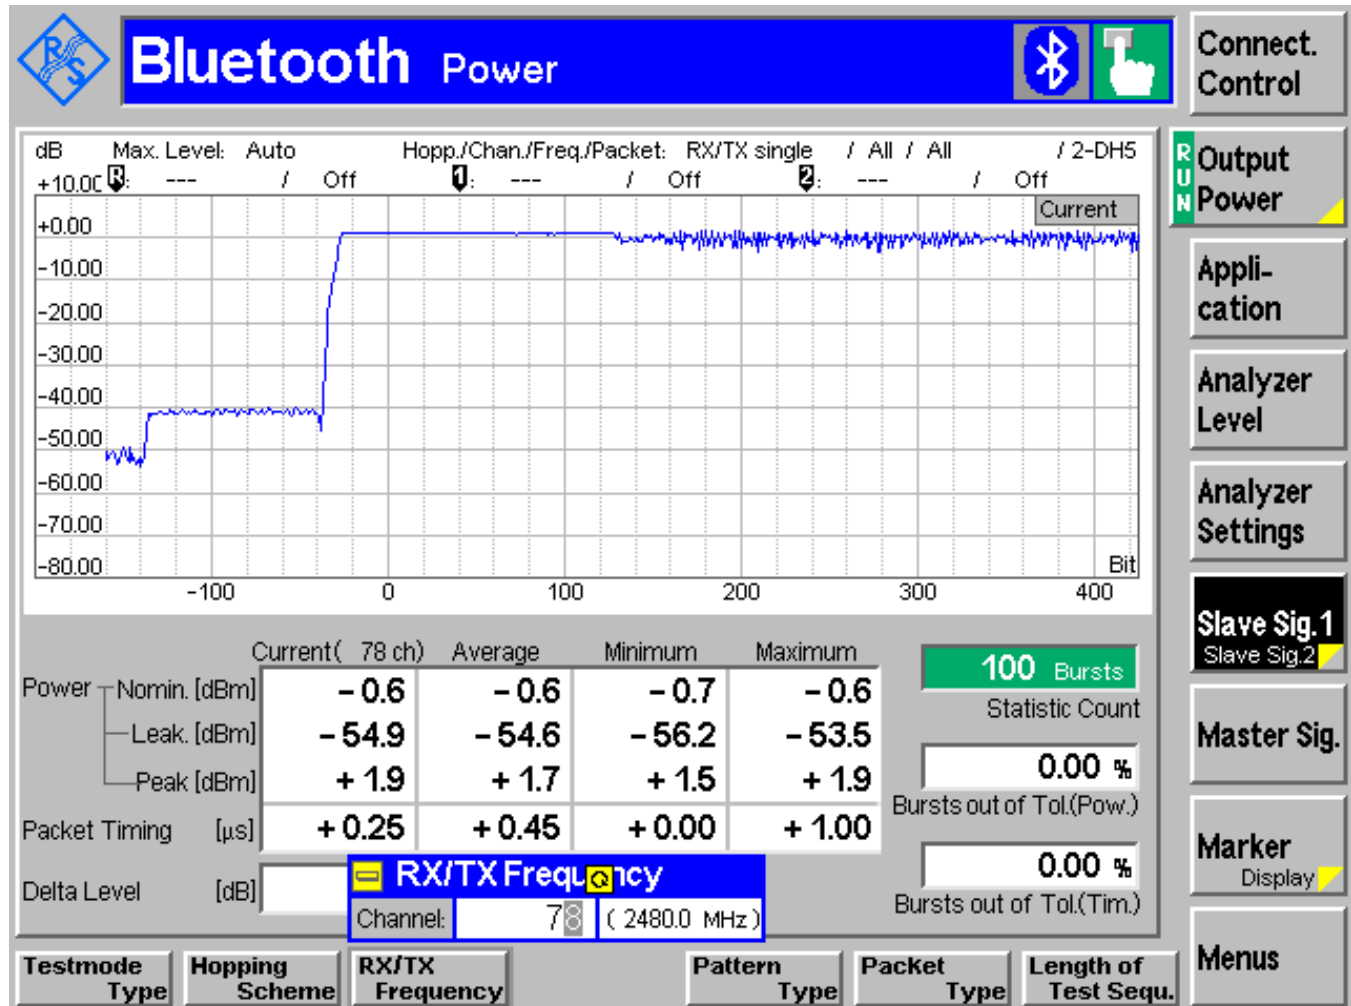 R S
Bluetooth Power
Connect. Control
dB Max. Level: Auto Hopp./Chan./Freq./Packet: RX/TX single / All / All / 2-DH5
R: --- / Off 1: --- / Off 2: --- / Off
RUN Output Power
Current
+10.00
+0.00
-10.00
-20.00
-30.00
-40.00
-50.00
-60.00
-70.00
-80.00
Bit
-100 0 100 200 300 400
Appli-
cation
Analyzer
Level
Analyzer
Settings
Slave Sig.1
Slave Sig.2
Master Sig.
Marker
Display
Menus
Current( 78 ch) Average Minimum Maximum
Power Nomin. [dBm] - 0.6 - 0.6 - 0.7 - 0.6
Leak. [dBm] - 54.9 - 54.6 - 56.2 - 53.5
Peak [dBm] + 1.9 + 1.7 + 1.5 + 1.9
Packet Timing [µs] + 0.25 + 0.45 + 0.00 + 1.00
Delta Level [dB]
100 Bursts
Statistic Count
0.00 %
Bursts out of Tol.(Pow.)
0.00 %
Bursts out of Tol.(Tim.)
RX/TX Frequency
Channel: 78 ( 2480.0 MHz )
Testmode Type
Hopping Scheme
RX/TX Frequency
Pattern Type
Packet Type
Length of Test Sequ.